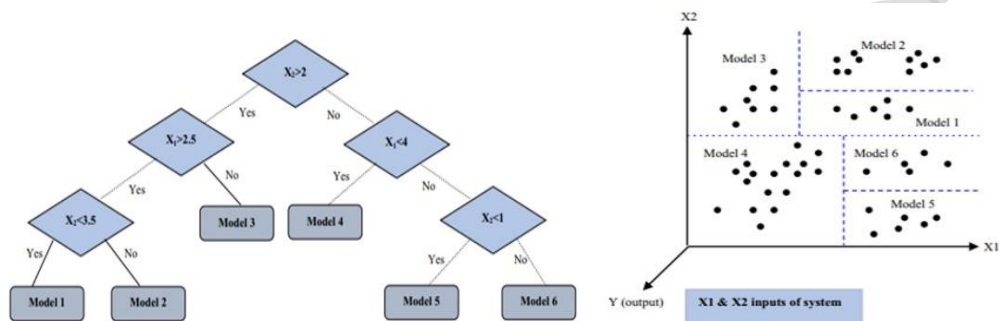 X₂>2
Yes
No
X₁>2.5
X₁<4
Yes
No
Yes
No
X₂<3.5
Model 3
Model 4
X₂<1
Yes
No
Yes
No
Model 1
Model 2
Model 5
Model 6
X2
Model 3
Model 2
Model 1
Model 4
Model 6
Model 5
X1
Y (output)
X1 & X2 inputs of system